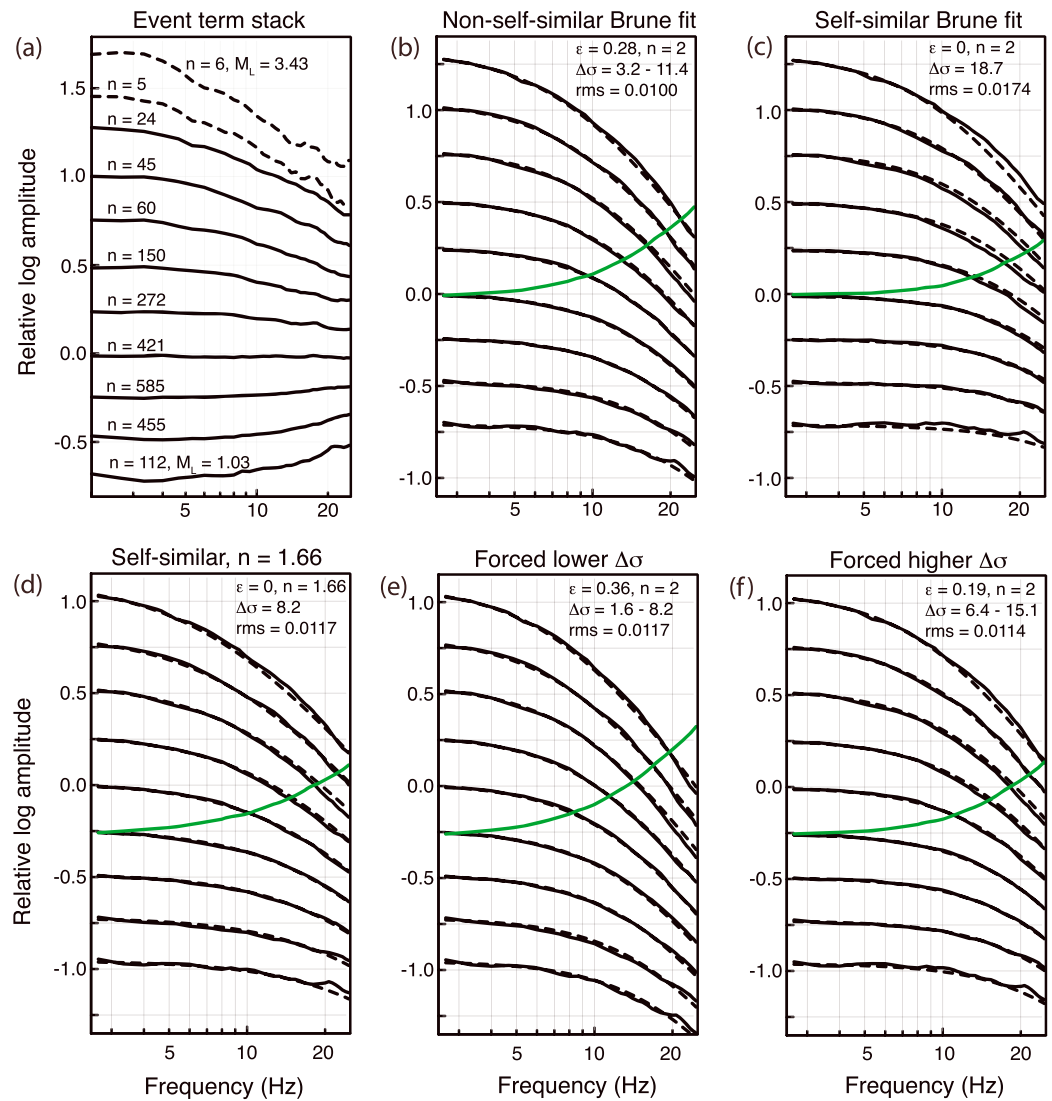 Event term stack
Non-self-similar Brune fit
Self-similar Brune fit
(a)
(b)
(c)
n = 6, M_L = 3.43
n = 5
n = 24
n = 45
n = 60
n = 150
n = 272
n = 421
n = 585
n = 455
n = 112, M_L = 1.03
ε = 0.28, n = 2
Δσ = 3.2 - 11.4
rms = 0.0100
ε = 0, n = 2
Δσ = 18.7
rms = 0.0174
Relative log amplitude
1.5
1.0
0.5
0.0
-0.5
1.0
0.5
0.0
-0.5
-1.0
1.0
0.5
0.0
-0.5
-1.0
5 10 20
5 10 20
5 10 20
Self-similar, n = 1.66
Forced lower Δσ
Forced higher Δσ
(d)
(e)
(f)
ε = 0, n = 1.66
Δσ = 8.2
rms = 0.0117
ε = 0.36, n = 2
Δσ = 1.6 - 8.2
rms = 0.0117
ε = 0.19, n = 2
Δσ = 6.4 - 15.1
rms = 0.0114
Relative log amplitude
1.0
0.5
0.0
-0.5
-1.0
1.0
0.5
0.0
-0.5
-1.0
1.0
0.5
0.0
-0.5
-1.0
5 10 20
5 10 20
5 10 20
Frequency (Hz)
Frequency (Hz)
Frequency (Hz)